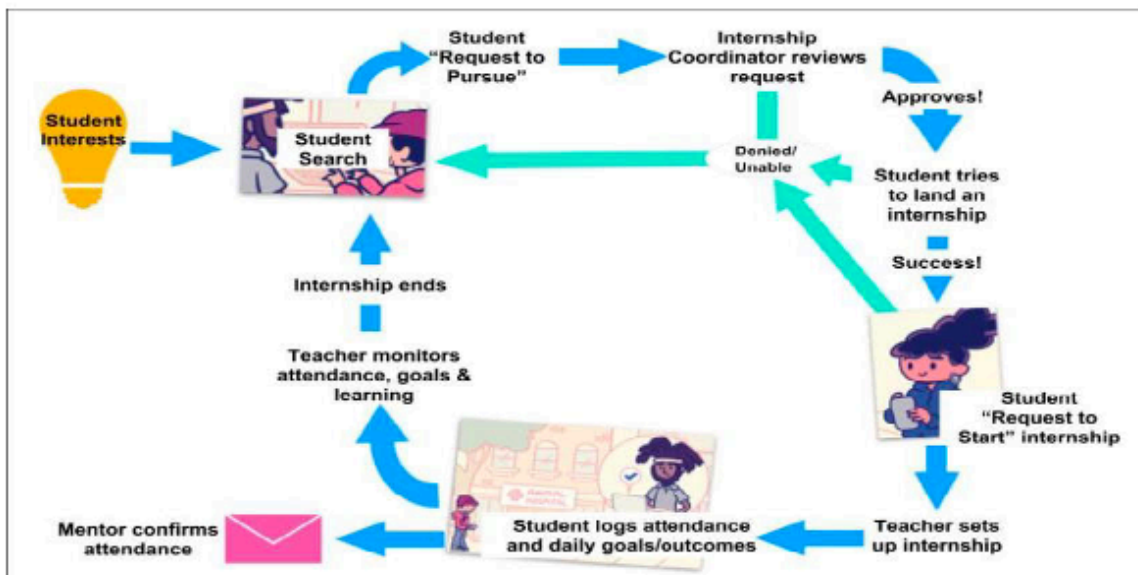 Student
Interests
Student
Search
Student
“Request to
Pursue”
Internship
Coordinator reviews
request
Approves!
Denied/
Unable
Student tries
to land an
internship
Success!
Student
“Request to
Start” internship
Teacher sets
up internship
Student logs attendance
and daily goals/outcomes
ANIMAL
HOSPITAL
Mentor confirms
attendance
Teacher monitors
attendance, goals &
learning
Internship ends